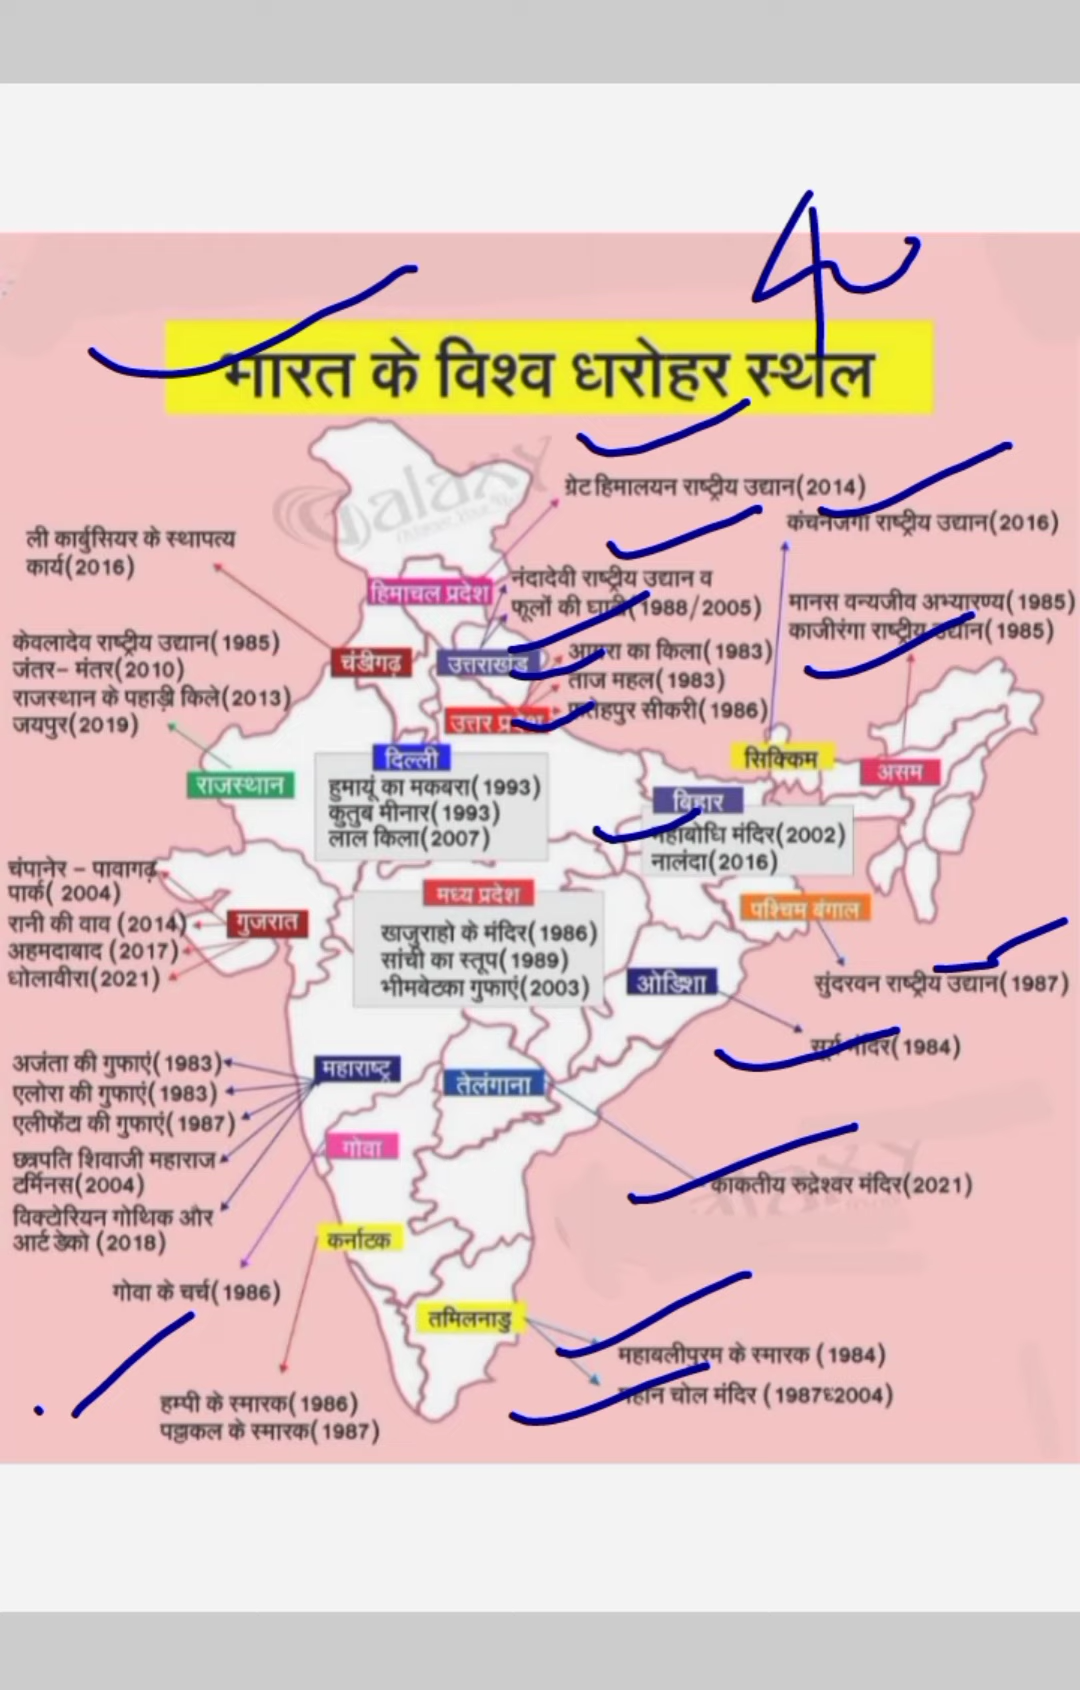 भारत के विश्व धरोहर स्थल
ग्रेट हिमालयन राष्ट्रीय उद्यान(2014)
कंचनजंगा राष्ट्रीय उद्यान(2016)
ली कार्बुसियर के स्थापत्य
कार्य(2016)
हिमाचल प्रदेश
नंदादेवी राष्ट्रीय उद्यान व
फूलों की घाटी(1988/2005)
मानस वन्यजीव अभ्यारण्य(1985)
काजीरंगा राष्ट्रीय उद्यान(1985)
केवलादेव राष्ट्रीय उद्यान(1985)
जंतर- मंतर(2010)
राजस्थान के पहाड़ी किले(2013)
जयपुर(2019)
चंडीगढ़
उत्तराखंड
आगरा का किला(1983)
ताज महल(1983)
फतेहपुर सीकरी(1986)
उत्तर प्रदेश
राजस्थान
दिल्ली
हुमायूं का मकबरा(1993)
कुतुब मीनार(1993)
लाल किला(2007)
सिक्किम
असम
बिहार
महाबोधि मंदिर(2002)
नालंदा(2016)
चंपानेर - पावागढ़
पार्क( 2004)
रानी की वाव (2014)
अहमदाबाद (2017)
धोलावीरा(2021)
गुजरात
मध्य प्रदेश
खजुराहो के मंदिर(1986)
सांची का स्तूप(1989)
भीमबेटका गुफाएं(2003)
पश्चिम बंगाल
सुंदरवन राष्ट्रीय उद्यान(1987)
ओडिशा
सूर्य मंदिर(1984)
अजंता की गुफाएं(1983)
एलोरा की गुफाएं(1983)
एलीफेंटा की गुफाएं(1987)
छत्रपति शिवाजी महाराज
टर्मिनस(2004)
विक्टोरियन गोथिक और
आर्ट डेको (2018)
महाराष्ट्र
तेलंगाना
काकतीय रुद्रेश्वर मंदिर(2021)
गोवा
गोवा के चर्च(1986)
कर्नाटक
हम्पी के स्मारक(1986)
पट्टाकल के स्मारक(1987)
तमिलनाडु
महाबलीपुरम के स्मारक (1984)
महान चोल मंदिर (1987ध2004)